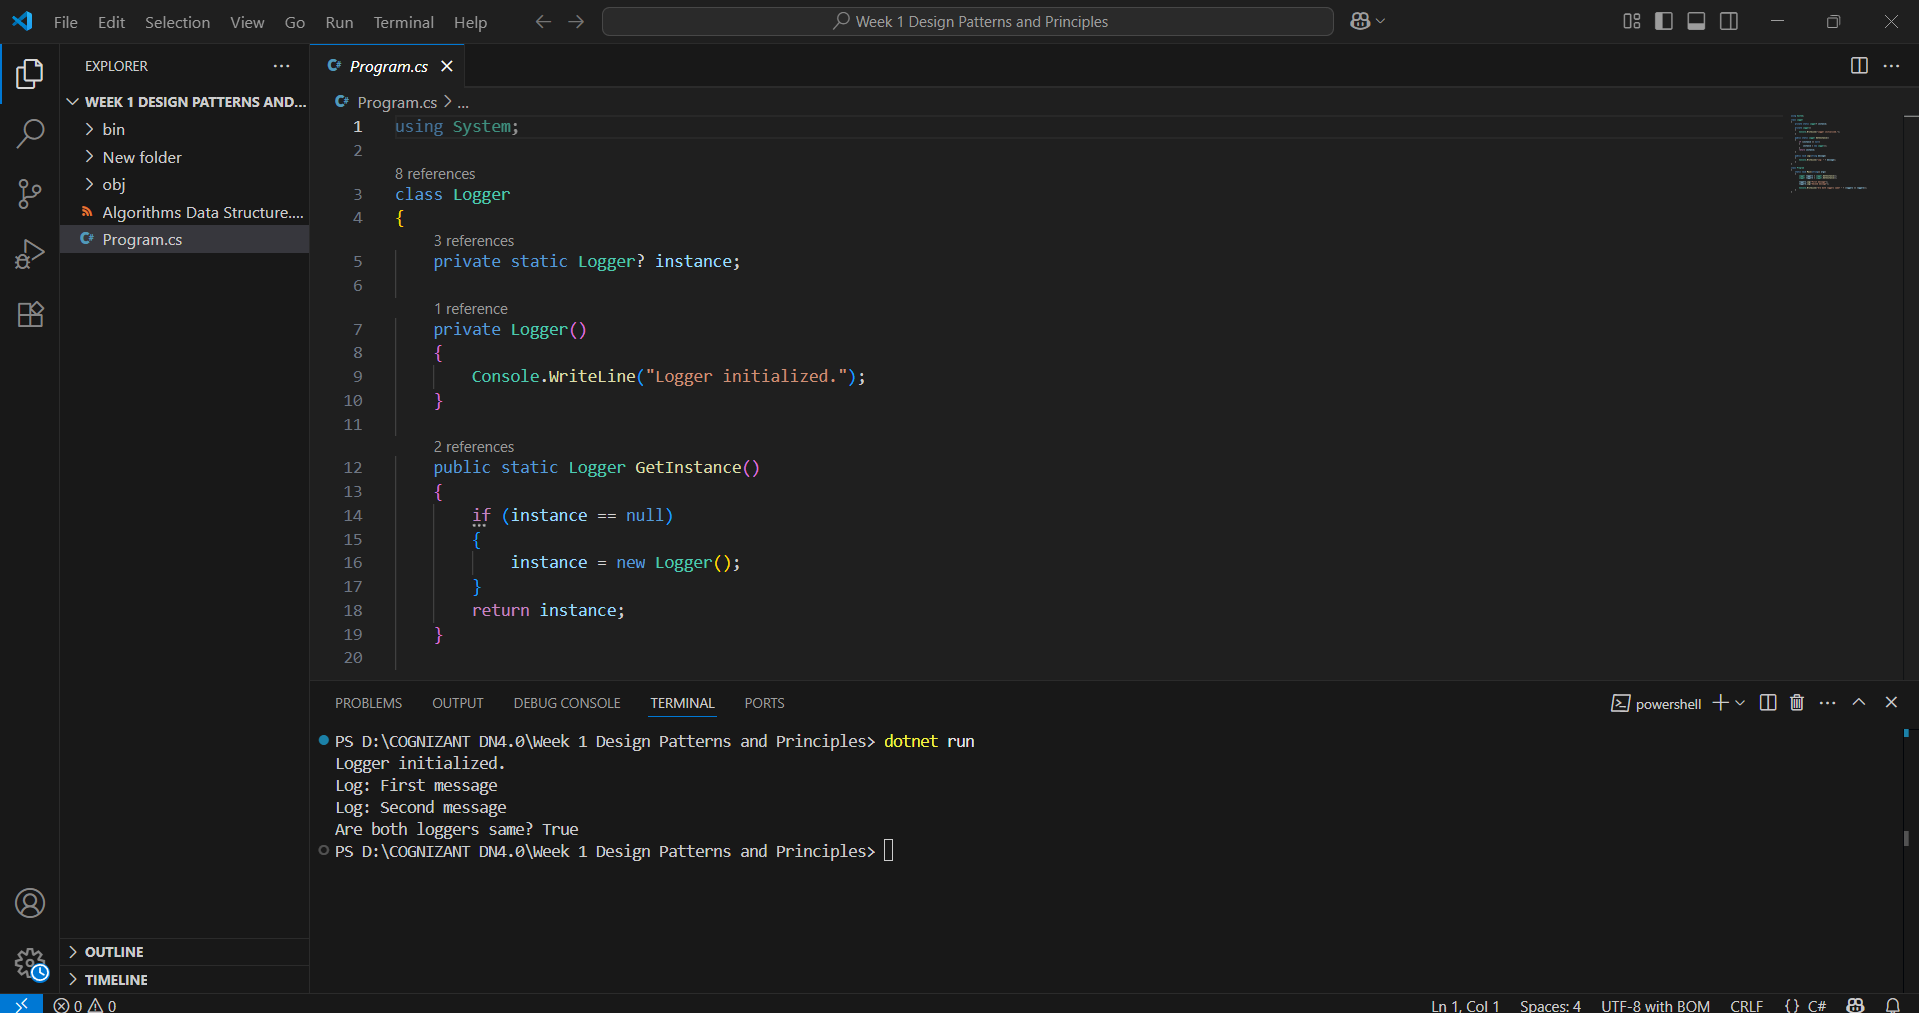 File Edit Selection View Go Run Terminal Help
Week 1 Design Patterns and Principles
EXPLORER
WEEK 1 DESIGN PATTERNS AND...
bin
New folder
obj
Algorithms Data Structure....
C# Program.cs
C# Program.cs
C# Program.cs > ...
1 using System;
2
8 references
3 class Logger
4 {
3 references
5 private static Logger? instance;
6
1 reference
7 private Logger()
8 {
9 Console.WriteLine("Logger initialized.");
10 }
11
2 references
12 public static Logger GetInstance()
13 {
14 if (instance == null)
15 {
16 instance = new Logger();
17 }
18 return instance;
19 }
20
PROBLEMS OUTPUT DEBUG CONSOLE TERMINAL PORTS
powershell
PS D:\COGNIZANT DN4.0\Week 1 Design Patterns and Principles> dotnet run
Logger initialized.
Log: First message
Log: Second message
Are both loggers same? True
PS D:\COGNIZANT DN4.0\Week 1 Design Patterns and Principles>
OUTLINE
TIMELINE
0 0
Ln 1, Col 1 Spaces: 4 UTF-8 with BOM CRLF {} C#